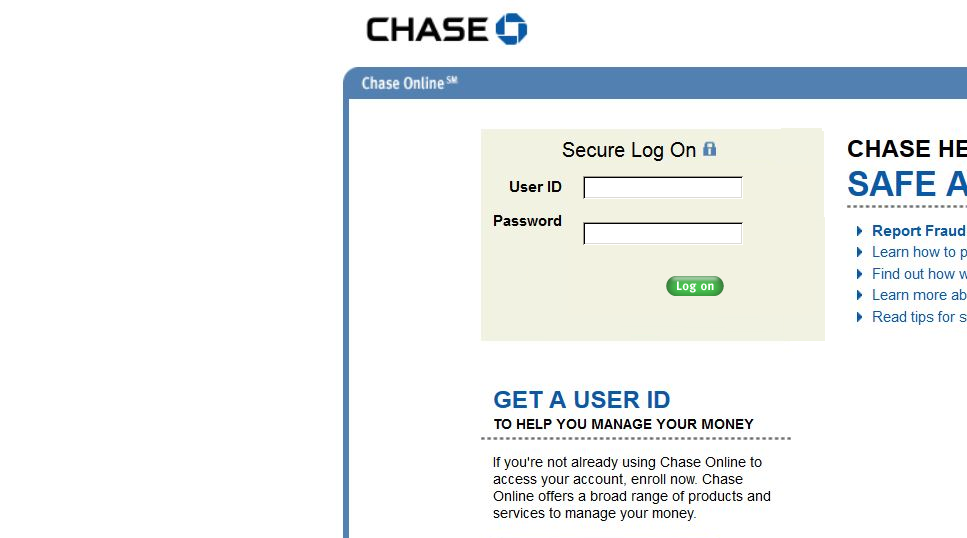 CHASE
Chase Online℠
Secure Log On
User ID
Password
Log on
CHASE HE
SAFE A
Report Fraud
Learn how to p
Find out how w
Learn more ab
Read tips for s
GET A USER ID
TO HELP YOU MANAGE YOUR MONEY
If you're not already using Chase Online to
access your account, enroll now. Chase
Online offers a broad range of products and
services to manage your money.